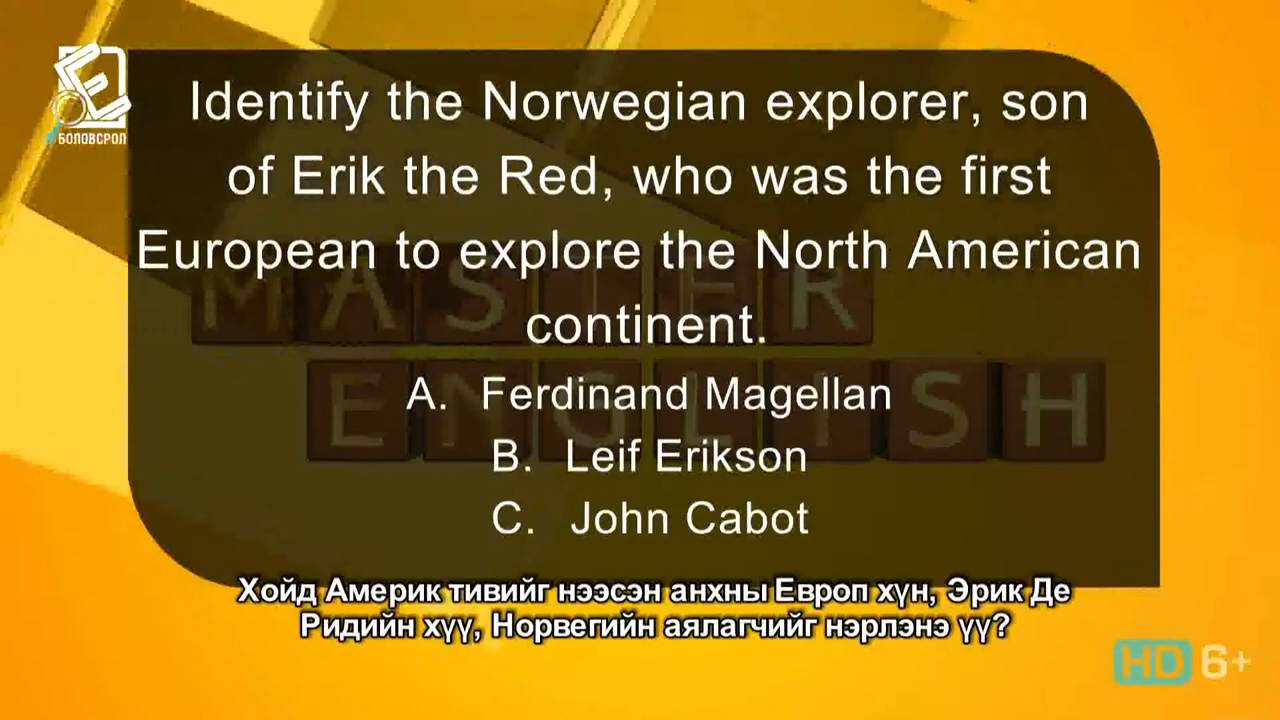 БОЛОВСРОЛ
Identify the Norwegian explorer, son
of Erik the Red, who was the first
European to explore the North American
continent.
MASTER
ENGLISH
A. Ferdinand Magellan
B. Leif Erikson
C. John Cabot
Хойд Америк тивийг нээсэн анхны Европ хүн, Эрик Де
Ридийн хүү, Норвегийн аялагчийг нэрлэнэ үү?
HD 6+